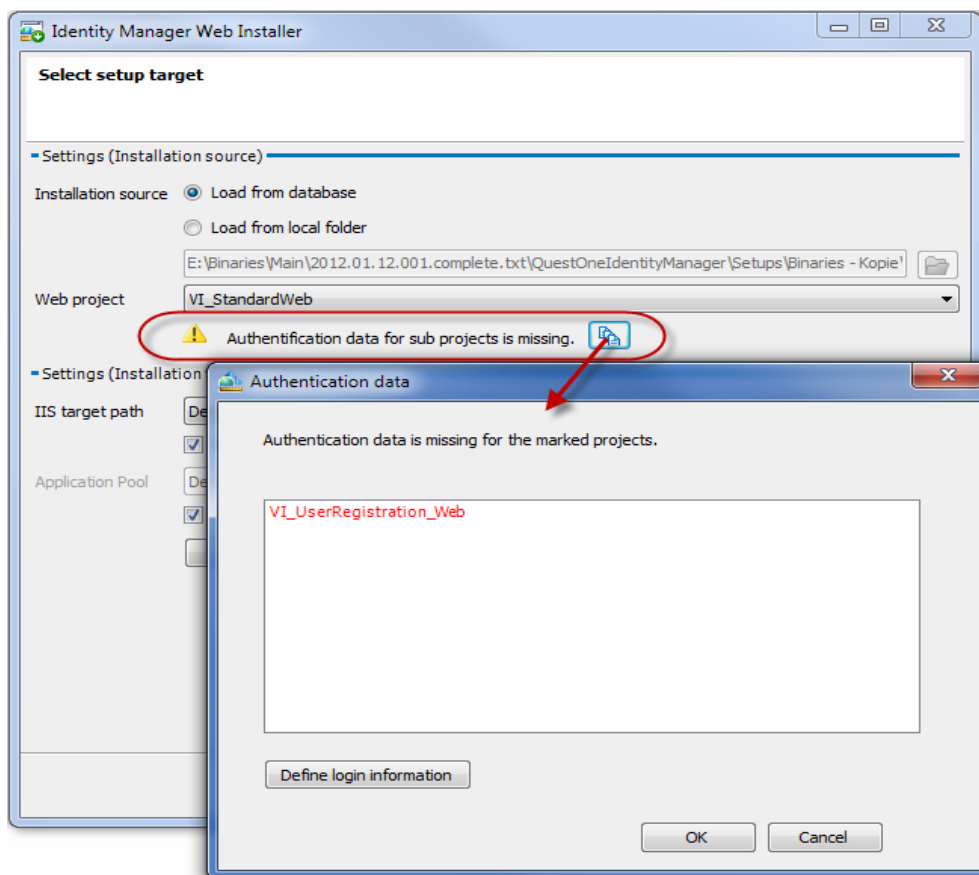 Identity Manager Web Installer
Select setup target
Settings (Installation source)
Installation source Load from database
Load from local folder
E:\Binaries\Main\2012.01.12.001.complete.txt\QuestOneIdentityManager\Setups\Binaries - Kopie
Web project VI_StandardWeb
Authentification data for sub projects is missing.
Settings (Installation
Authentication data
IIS target path De
Authentication data is missing for the marked projects.
Application Pool De
VI_UserRegistration_Web
Define login information
OK Cancel